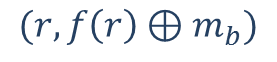 (r, f(r) ⊕ m_b)